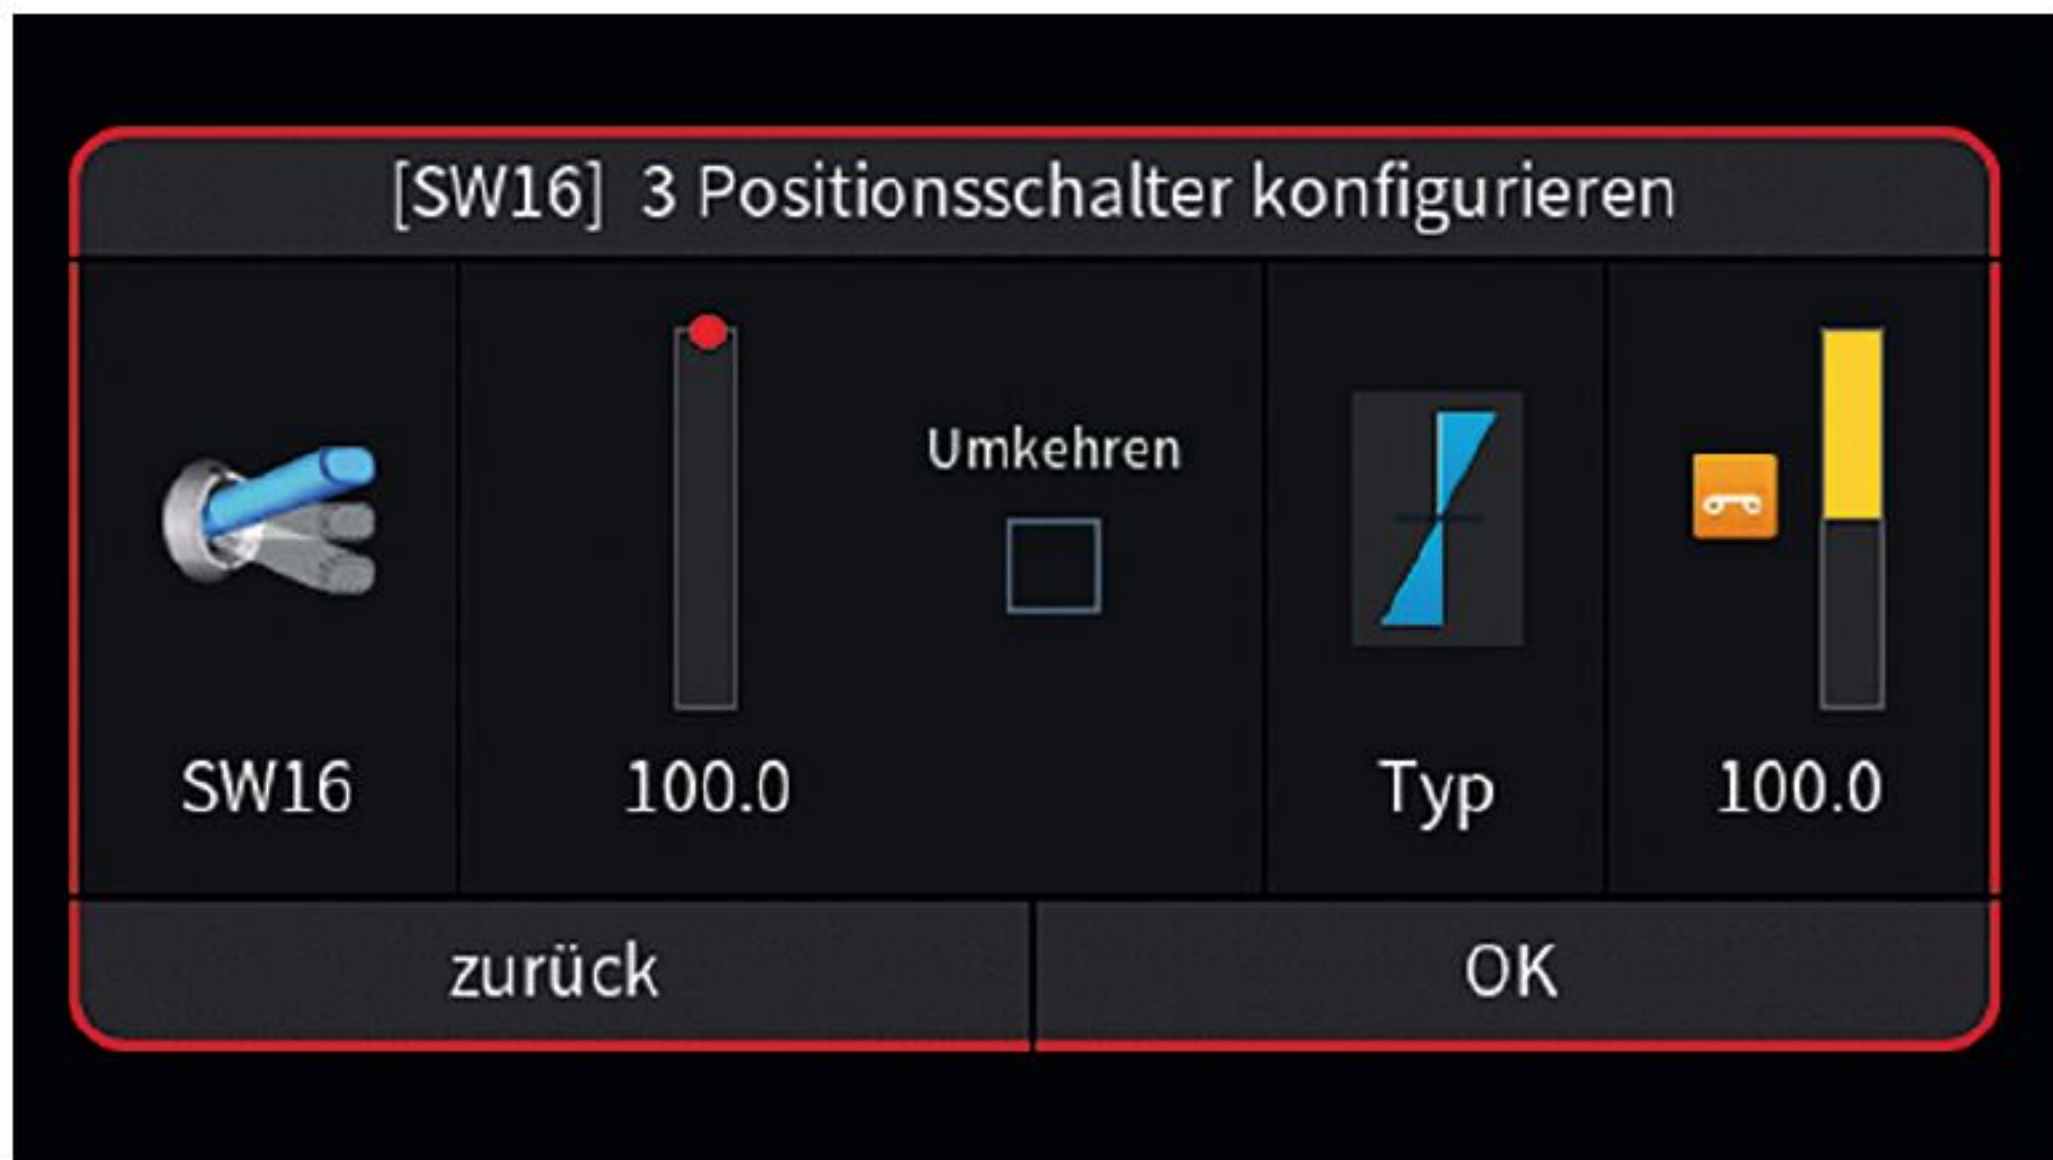 [SW16] 3 Positionsschalter konfigurieren
Umkehren
SW16
100.0
Typ
100.0
zurück
OK